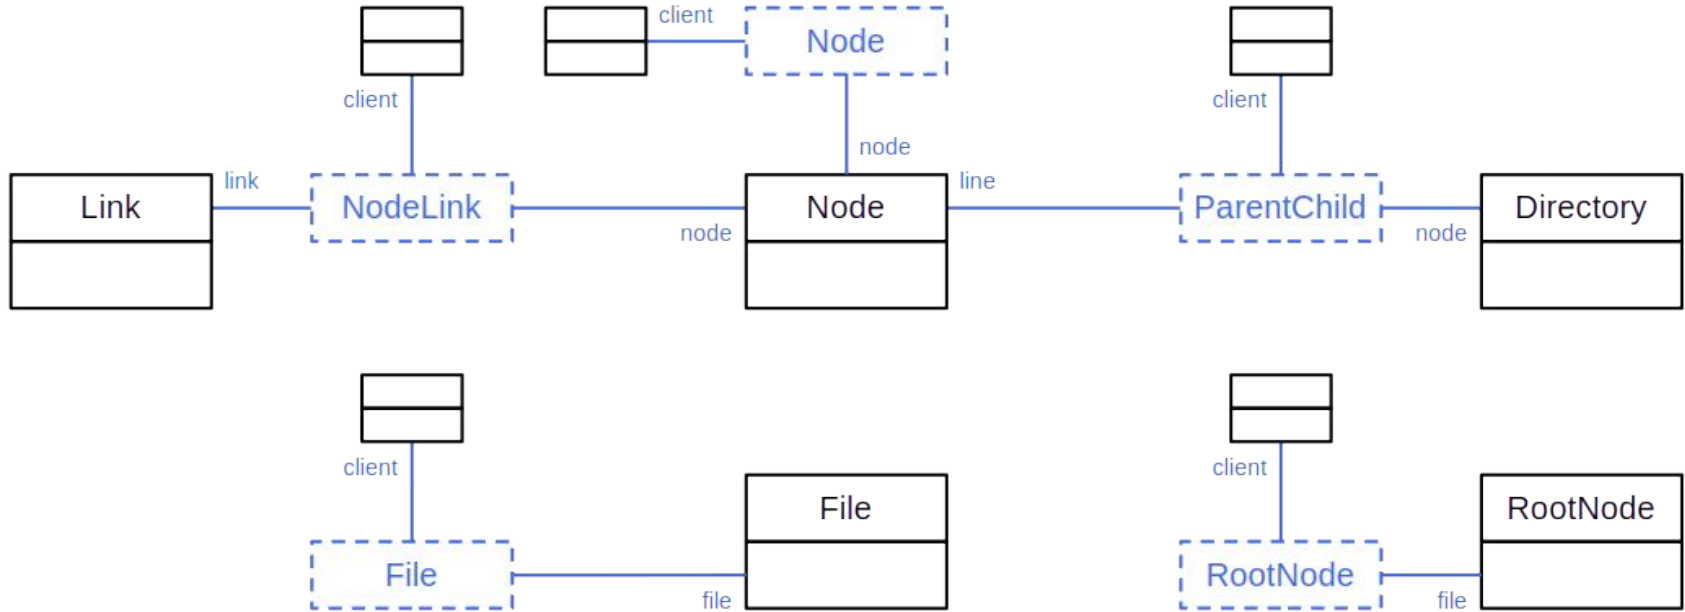 client
Node
client
client
node
Link
link
NodeLink
node
Node
line
ParentChild
node
Directory
client
client
File
file
File
RootNode
file
RootNode